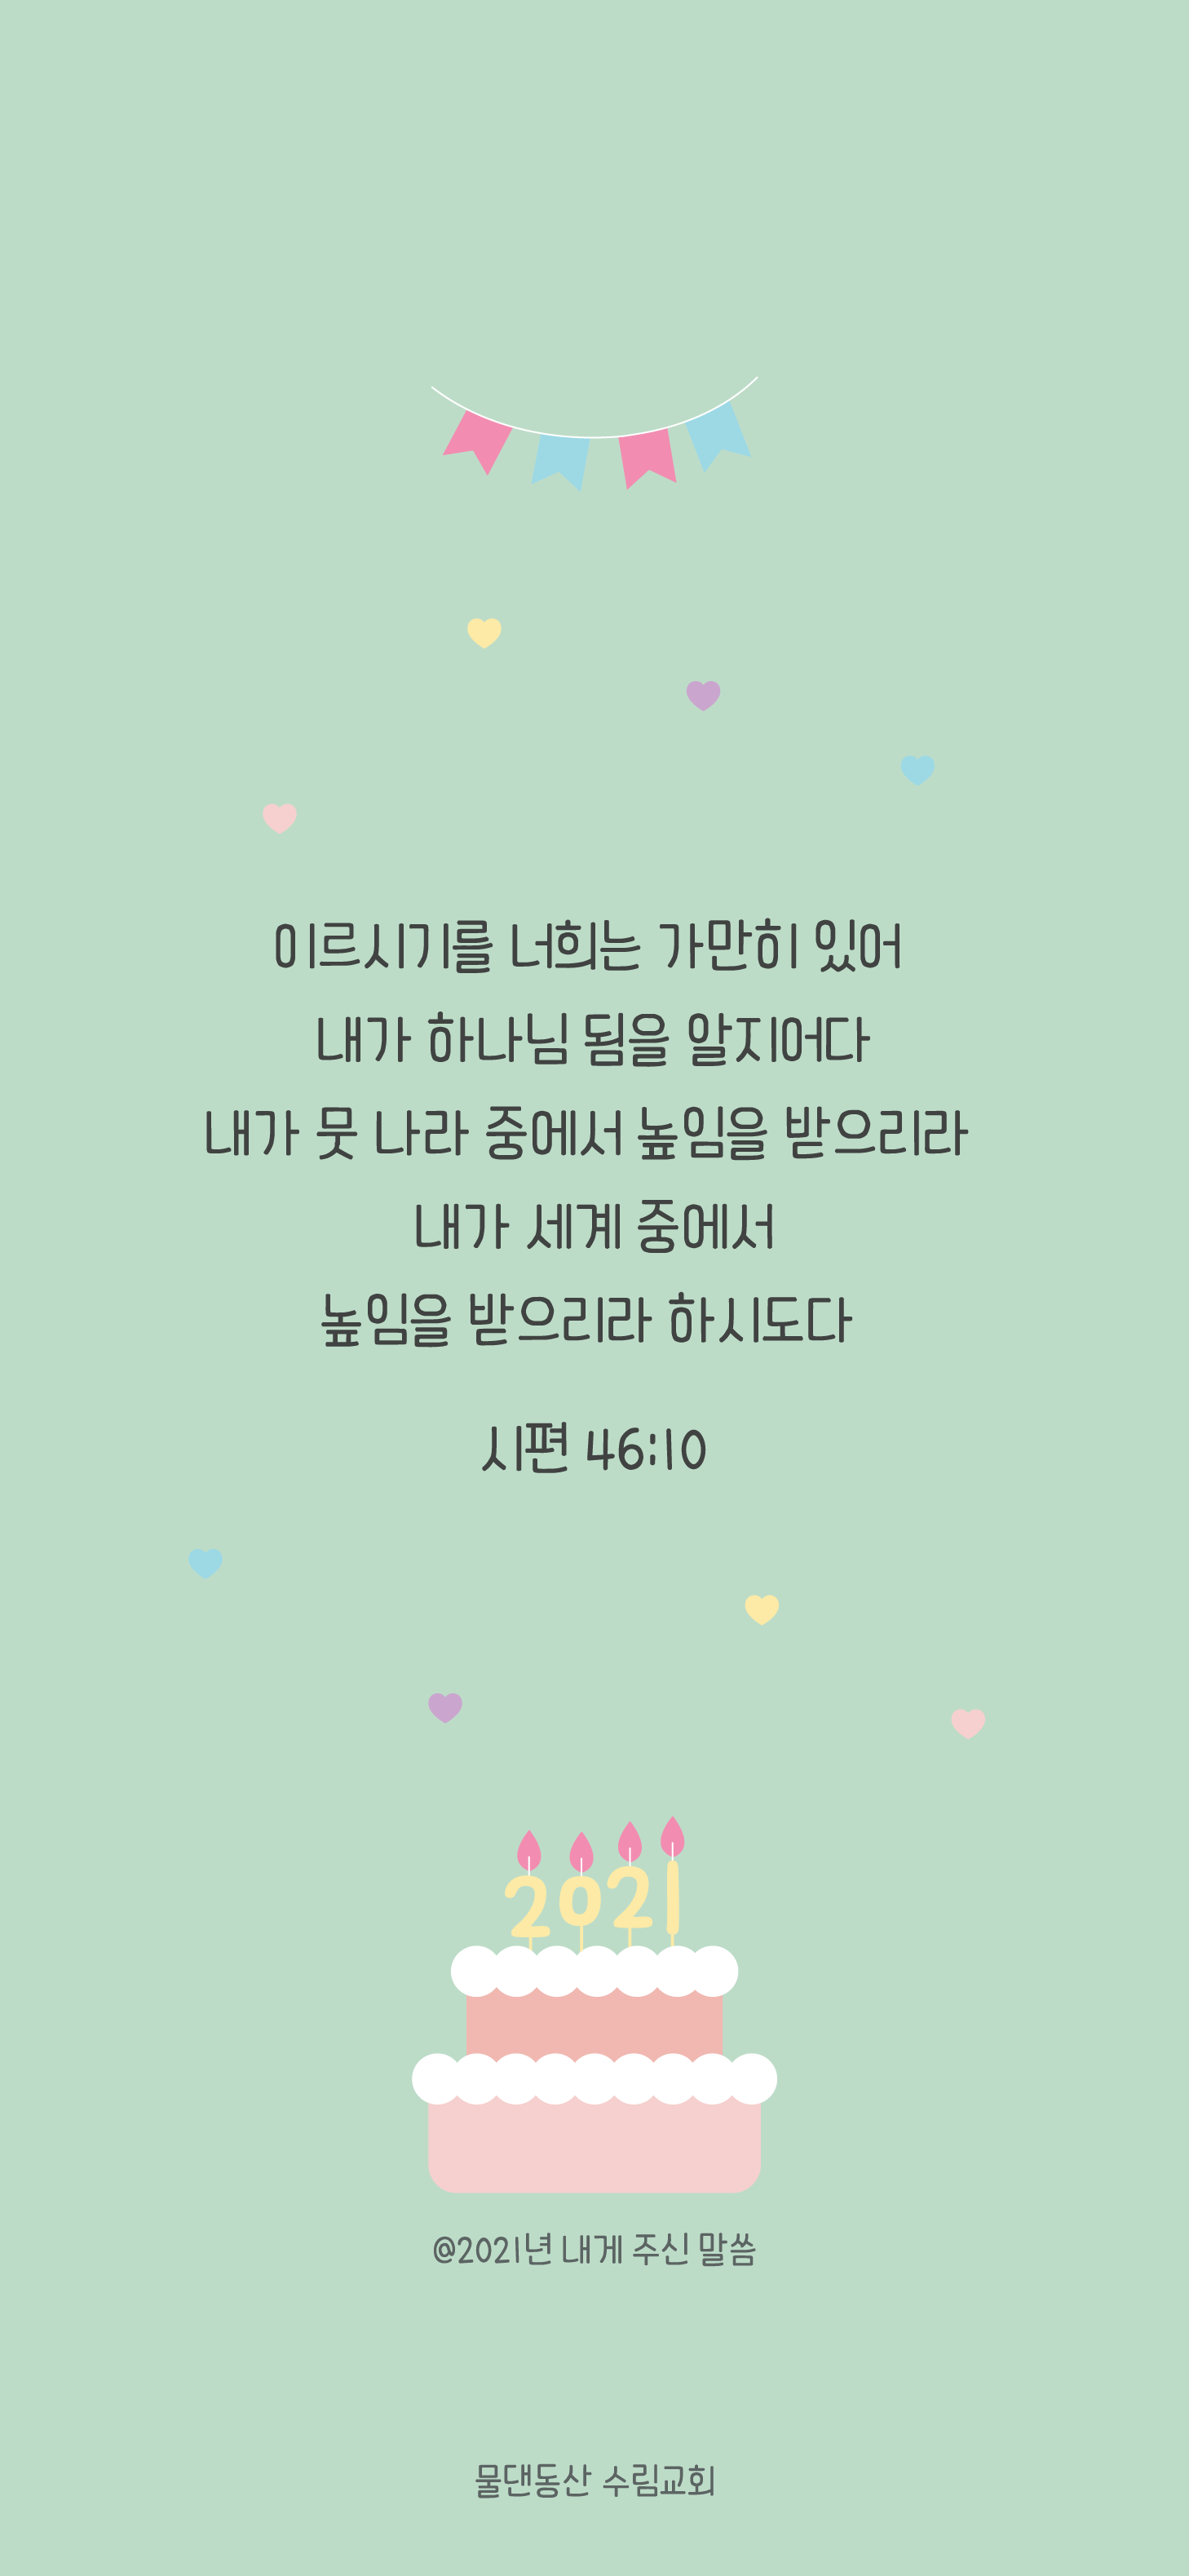 이르시기를 너희는 가만히 있어
내가 하나님 됨을 알지어다
내가 뭇 나라 중에서 높임을 받으리라
내가 세계 중에서
높임을 받으리라 하시도다
시편 46:10
2021
@2021년 내게 주신 말씀
물댄동산 수림교회